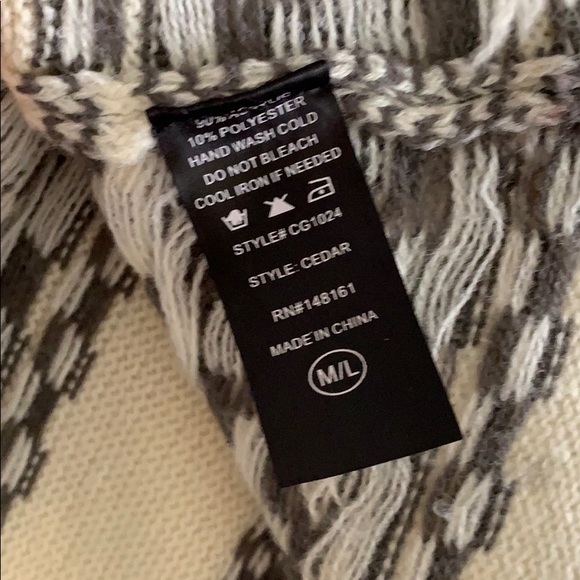 90%
10% POLYESTER
HAND WASH COLD
DO NOT BLEACH
COOL IRON IF NEEDED
STYLE# CG1024
STYLE: CEDAR
RN#148161
MADE IN CHINA
M/L